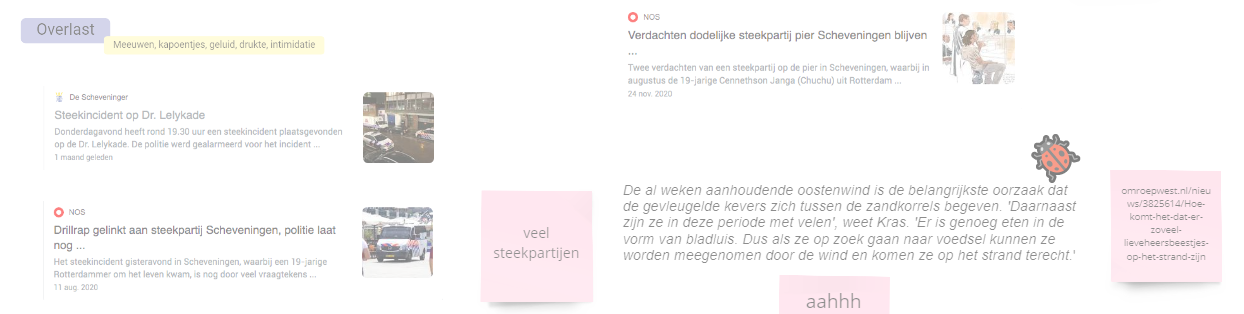 Overlast
Meeuwen, kapoentjes, geluid, drukte, intimidatie
De Scheveninger
Steekincident op Dr. Lelykade
Donderdagavond heeft rond 19.30 uur een steekincident plaatsgevonden
op de Dr. Lelykade. De politie werd gealarmeerd voor het incident ...
1 maand geleden
NOS
Drillrap gelinkt aan steekpartij Scheveningen, politie laat
nog ...
Het steekincident gisteravond in Scheveningen, waarbij een 19-jarige
Rotterdammer om het leven kwam, is nog door veel vraagtekens ...
11 aug. 2020
veel
steekpartijen
NOS
Verdachten dodelijke steekpartij pier Scheveningen blijven
...
Twee verdachten van een steekpartij op de pier in Scheveningen, waarbij in
augustus de 19-jarige Cennethson Janga (Chuchu) uit Rotterdam ...
24 nov. 2020
De al weken aanhoudende oostenwind is de belangrijkste oorzaak dat
de gevleugelde kevers zich tussen de zandkorrels begeven. 'Daarnaast
zijn ze in deze periode met velen', weet Kras. 'Er is genoeg eten in de
vorm van bladluis. Dus als ze op zoek gaan naar voedsel kunnen ze
worden meegenomen door de wind en komen ze op het strand terecht.'
aahhh
omroepwest.nl/nieu
ws/3825614/Hoe-
komt-het-dat-er-
zoveel-
lieveheersbeestjes-
op-het-strand-zijn